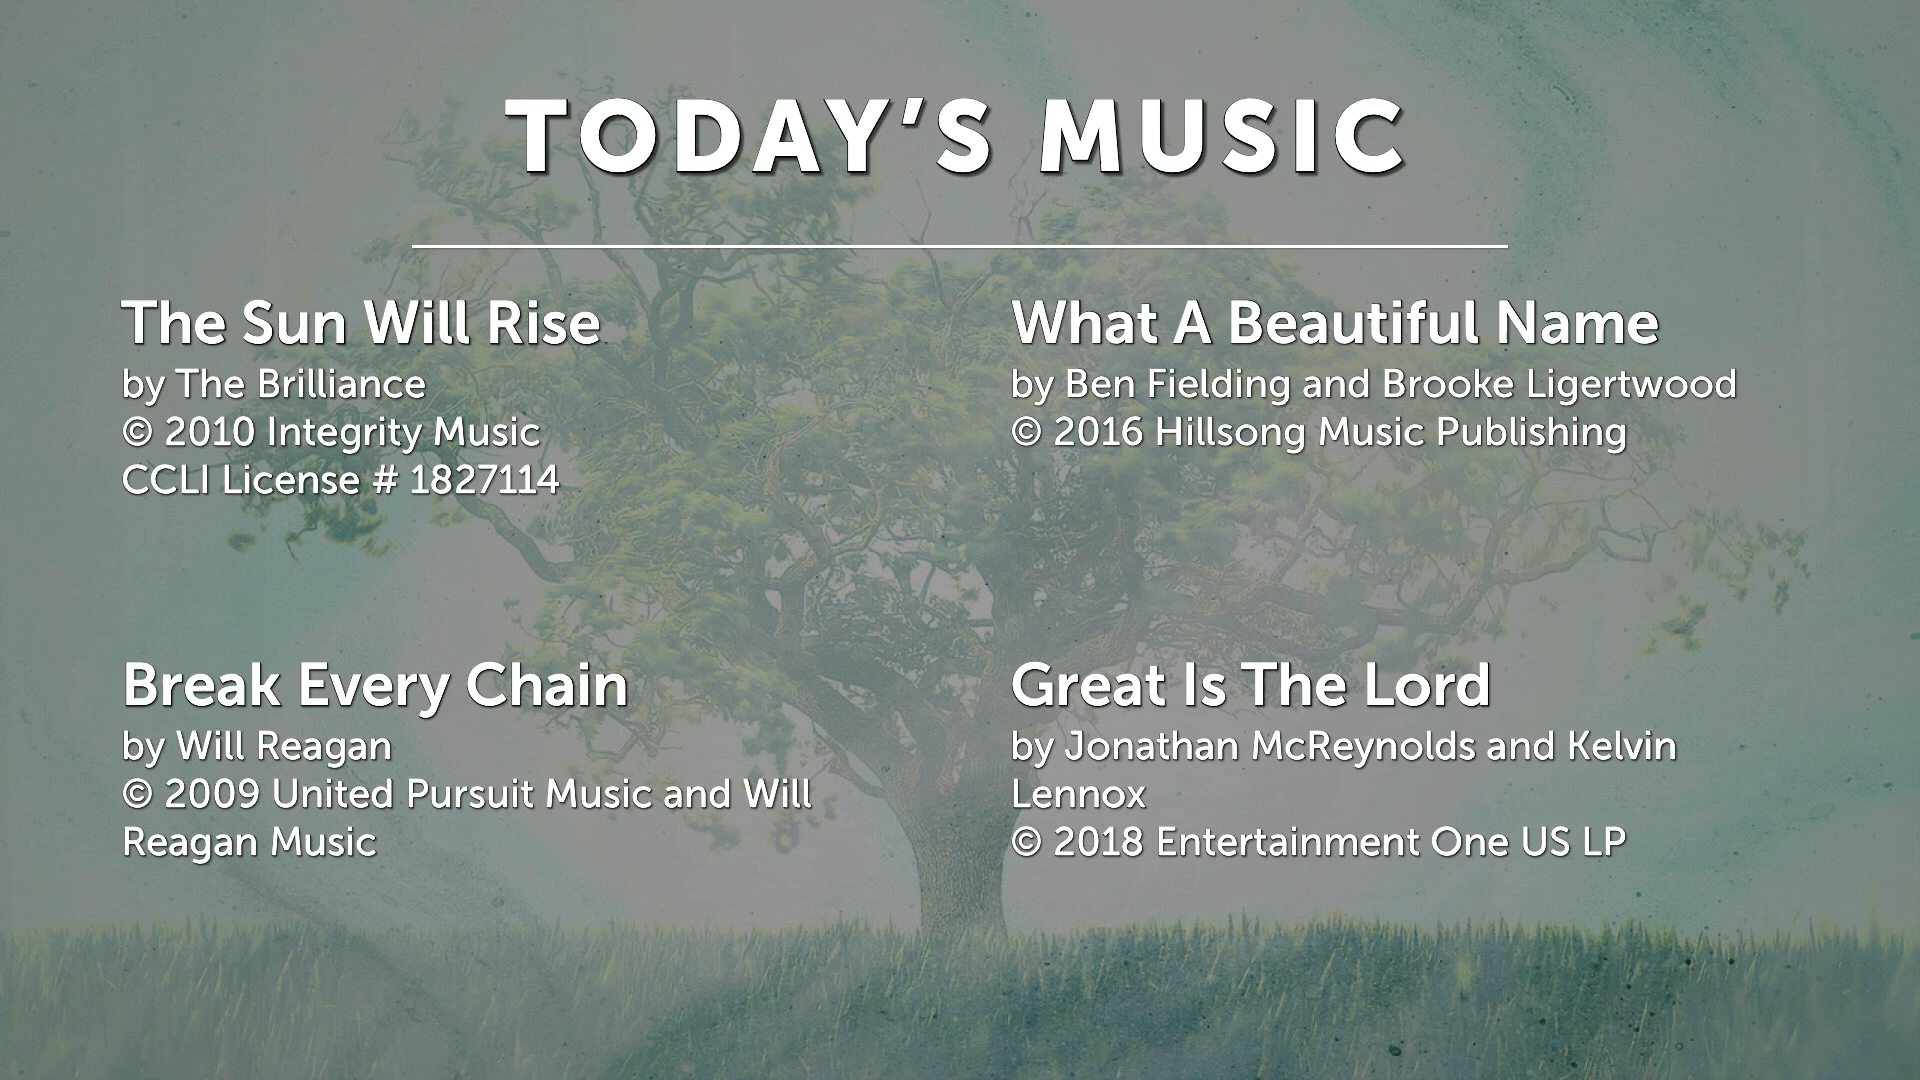 TODAY’S MUSIC
The Sun Will Rise
by The Brilliance
© 2010 Integrity Music
CCLI License # 1827114
What A Beautiful Name
by Ben Fielding and Brooke Ligertwood
© 2016 Hillsong Music Publishing
Break Every Chain
by Will Reagan
© 2009 United Pursuit Music and Will
Reagan Music
Great Is The Lord
by Jonathan McReynolds and Kelvin
Lennox
© 2018 Entertainment One US LP